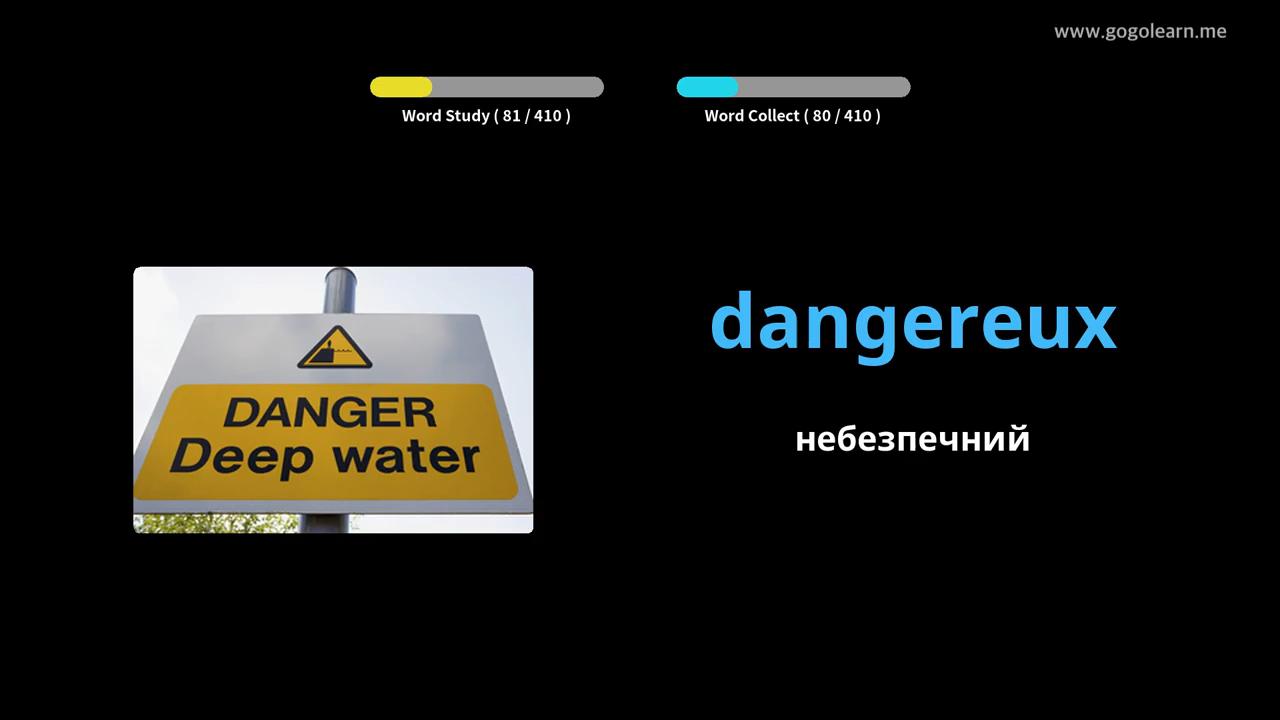 www.gogolearn.me
Word Study ( 81 / 410 )
Word Collect ( 80 / 410 )
DANGER
Deep water
dangereux
небезпечний